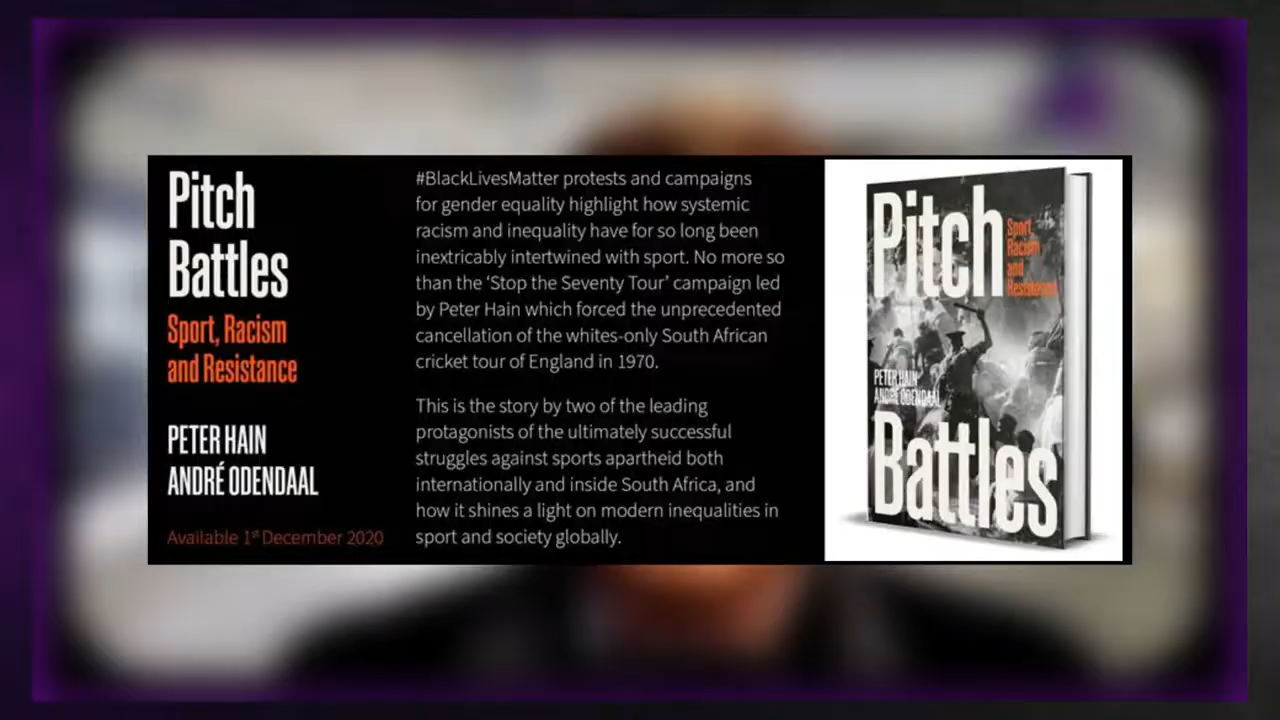 Pitch
Battles
Sport, Racism
and Resistance
PETER HAIN
ANDRÉ ODENDAAL
Available 1st December 2020
#BlackLivesMatter protests and campaigns
for gender equality highlight how systemic
racism and inequality have for so long been
inextricably intertwined with sport. No more so
than the ‘Stop the Seventy Tour’ campaign led
by Peter Hain which forced the unprecedented
cancellation of the whites-only South African
cricket tour of England in 1970.
This is the story by two of the leading
protagonists of the ultimately successful
struggles against sports apartheid both
internationally and inside South Africa, and
how it shines a light on modern inequalities in
sport and society globally.
Pitch
Sport,
Racism
and
Resistance
PETER HAIN
ANDRÉ ODENDAAL
Battles